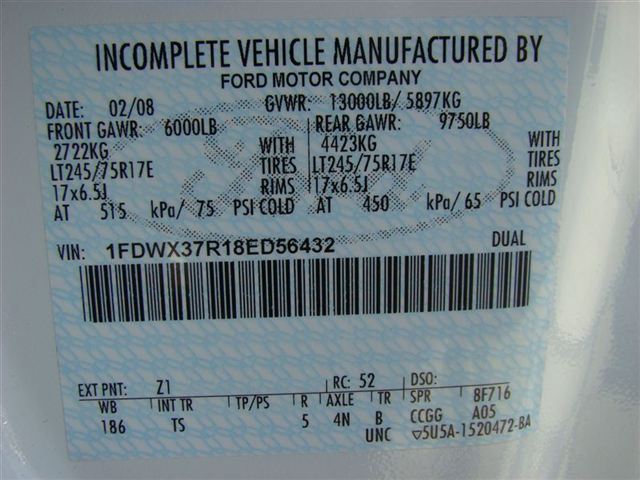 INCOMPLETE VEHICLE MANUFACTURED BY
FORD MOTOR COMPANY
DATE: 02/08 GVWR: 13000LB/ 5897KG
FRONT GAWR: 6000LB REAR GAWR: 9750LB
2722KG WITH 4423KG WITH
LT245/75R17E TIRES LT245/75R17E TIRES
17x6.5J RIMS 17x6.5J RIMS
AT 515 kPa/ 75 PSI COLD AT 450 kPa/ 65 PSI COLD
VIN: 1FDWX37R18ED56432 DUAL
EXT PNT: Z1 RC: 52 DSO:
WB INT TR TP/PS R AXLE TR SPR 8F716
186 TS 5 4N B CCGG A05
UNC ▽5U5A-1520472-BA